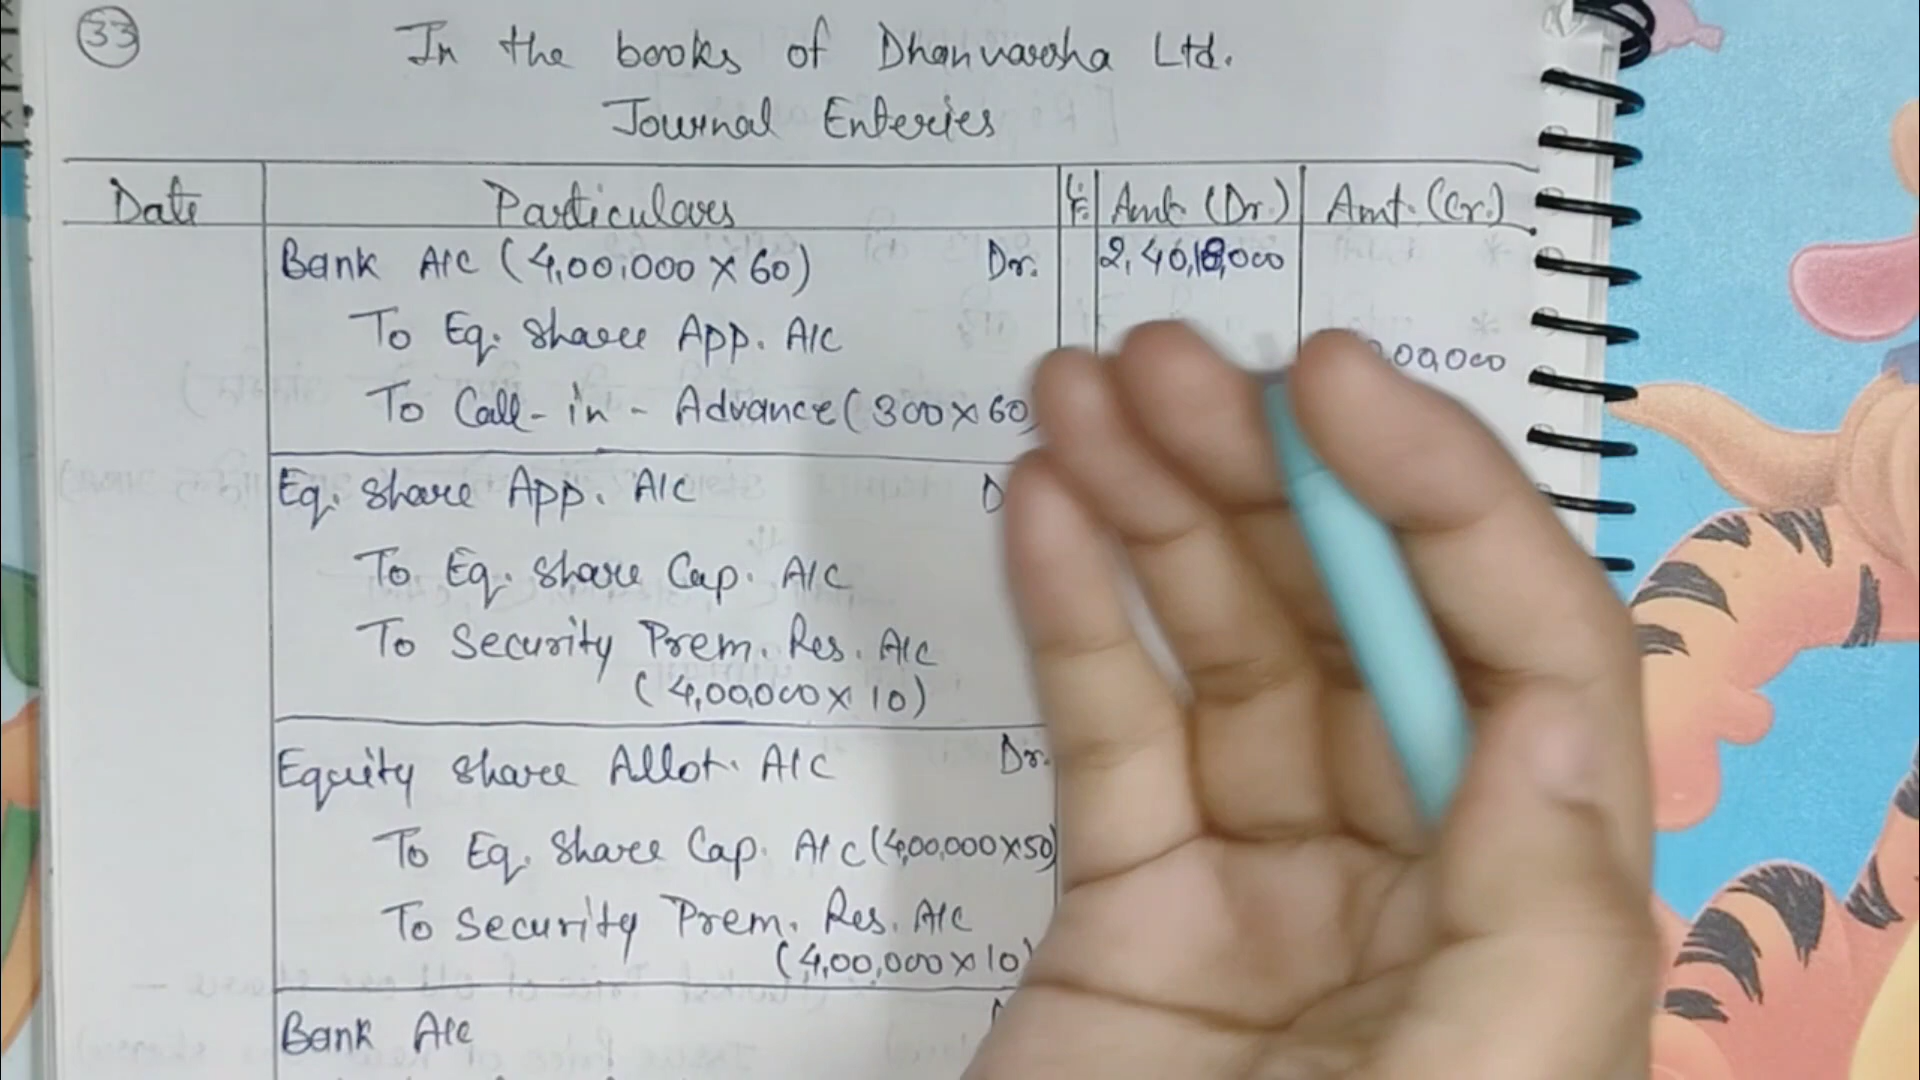 33
In the books of Dhanvarsha Ltd.
Journal Enteries
Date Particulars L.F. Amt. (Dr.) Amt. (Cr.)
Bank A/c (4,00,000 X 60) Dr. 2,40,18,000
To Eq. Share App. A/C 00,000
To Call-in-Advance (300 X 60)
Eq. Share App. A/C D
To Eq. Share Cap. A/C
To Security Prem. Res. A/C
(4,00,000 X 10)
Equity Share Allot. A/C Dr.
To Eq. Share Cap. A/C (4,00,000 X 50)
To Security Prem. Res. A/C
(4,00,000 X 10)
Bank A/c